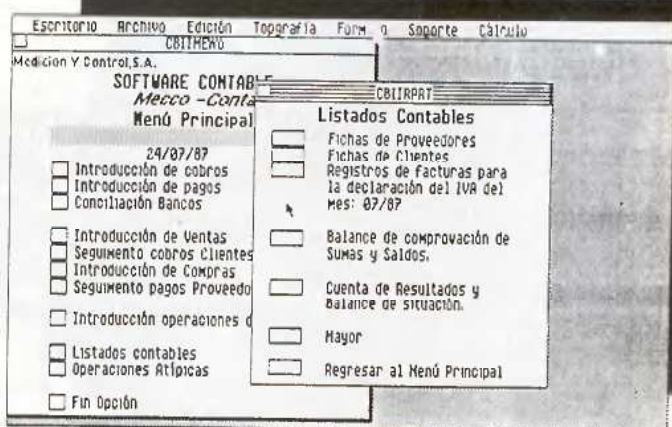 Escritorio Archivo Edición Topografía Soporte Cálculo
CBIIMENU
Medicion Y Control,S.A.
SOFTWARE
Mecco -Conta
Menú Principal
24/07/87
Introducción de cobros
Introducción de pagos
Conciliación Bancos
Introducción de Ventas
Seguimento cobros Clientes
Introducción de Compras
Seguimento pagos Proveedo
Introducción operaciones
Listados contables
Operaciones Atípicas
Fin Opción
CBIIRPRT
Listados Contables
Fichas de Proveedores
Fichas de Clientes
Registros de facturas para
la declaración del IVA del
mes: 07/87
Balance de comprovación de
Sumas y Saldos.
Cuenta de Resultados y
Balance de situación.
Mayor
Regresar al Menú Principal